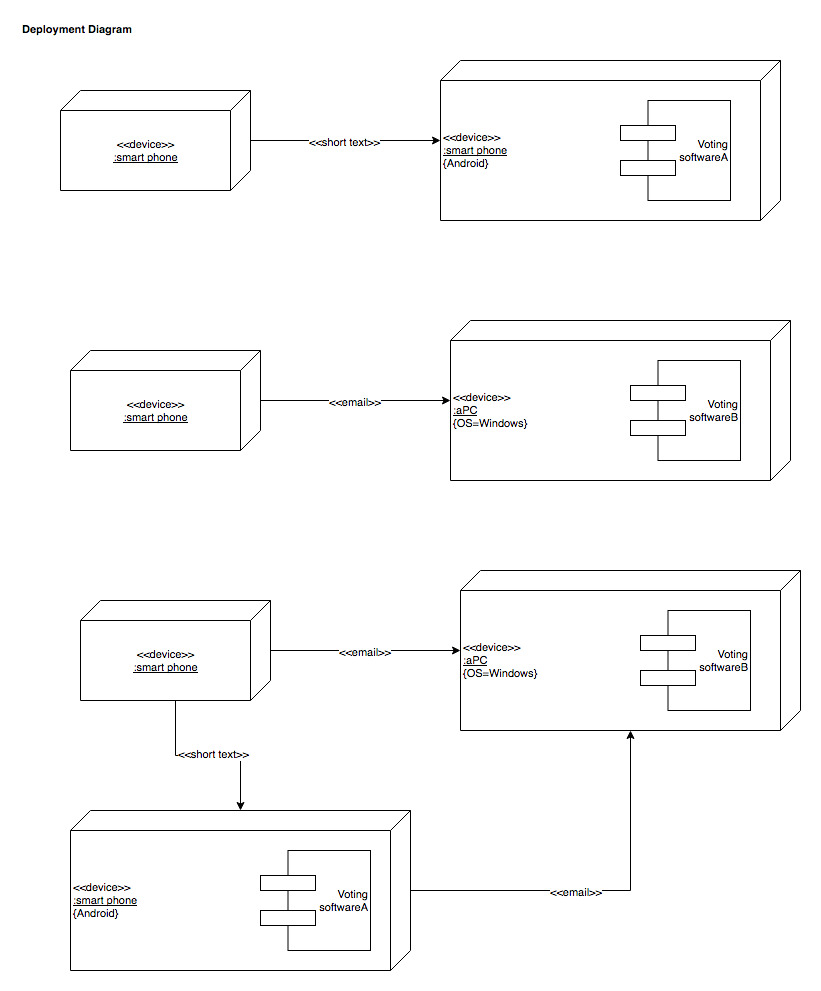 Deployment Diagram
<<device>>
:smart phone
<<short text>>
<<device>>
:smart phone
{Android}
Voting
softwareA
<<device>>
:smart phone
<<email>>
<<device>>
:aPC
{OS=Windows}
Voting
softwareB
<<device>>
:smart phone
<<email>>
<<device>>
:aPC
{OS=Windows}
Voting
softwareB
<<short text>>
<<device>>
:smart phone
{Android}
Voting
softwareA
<<email>>